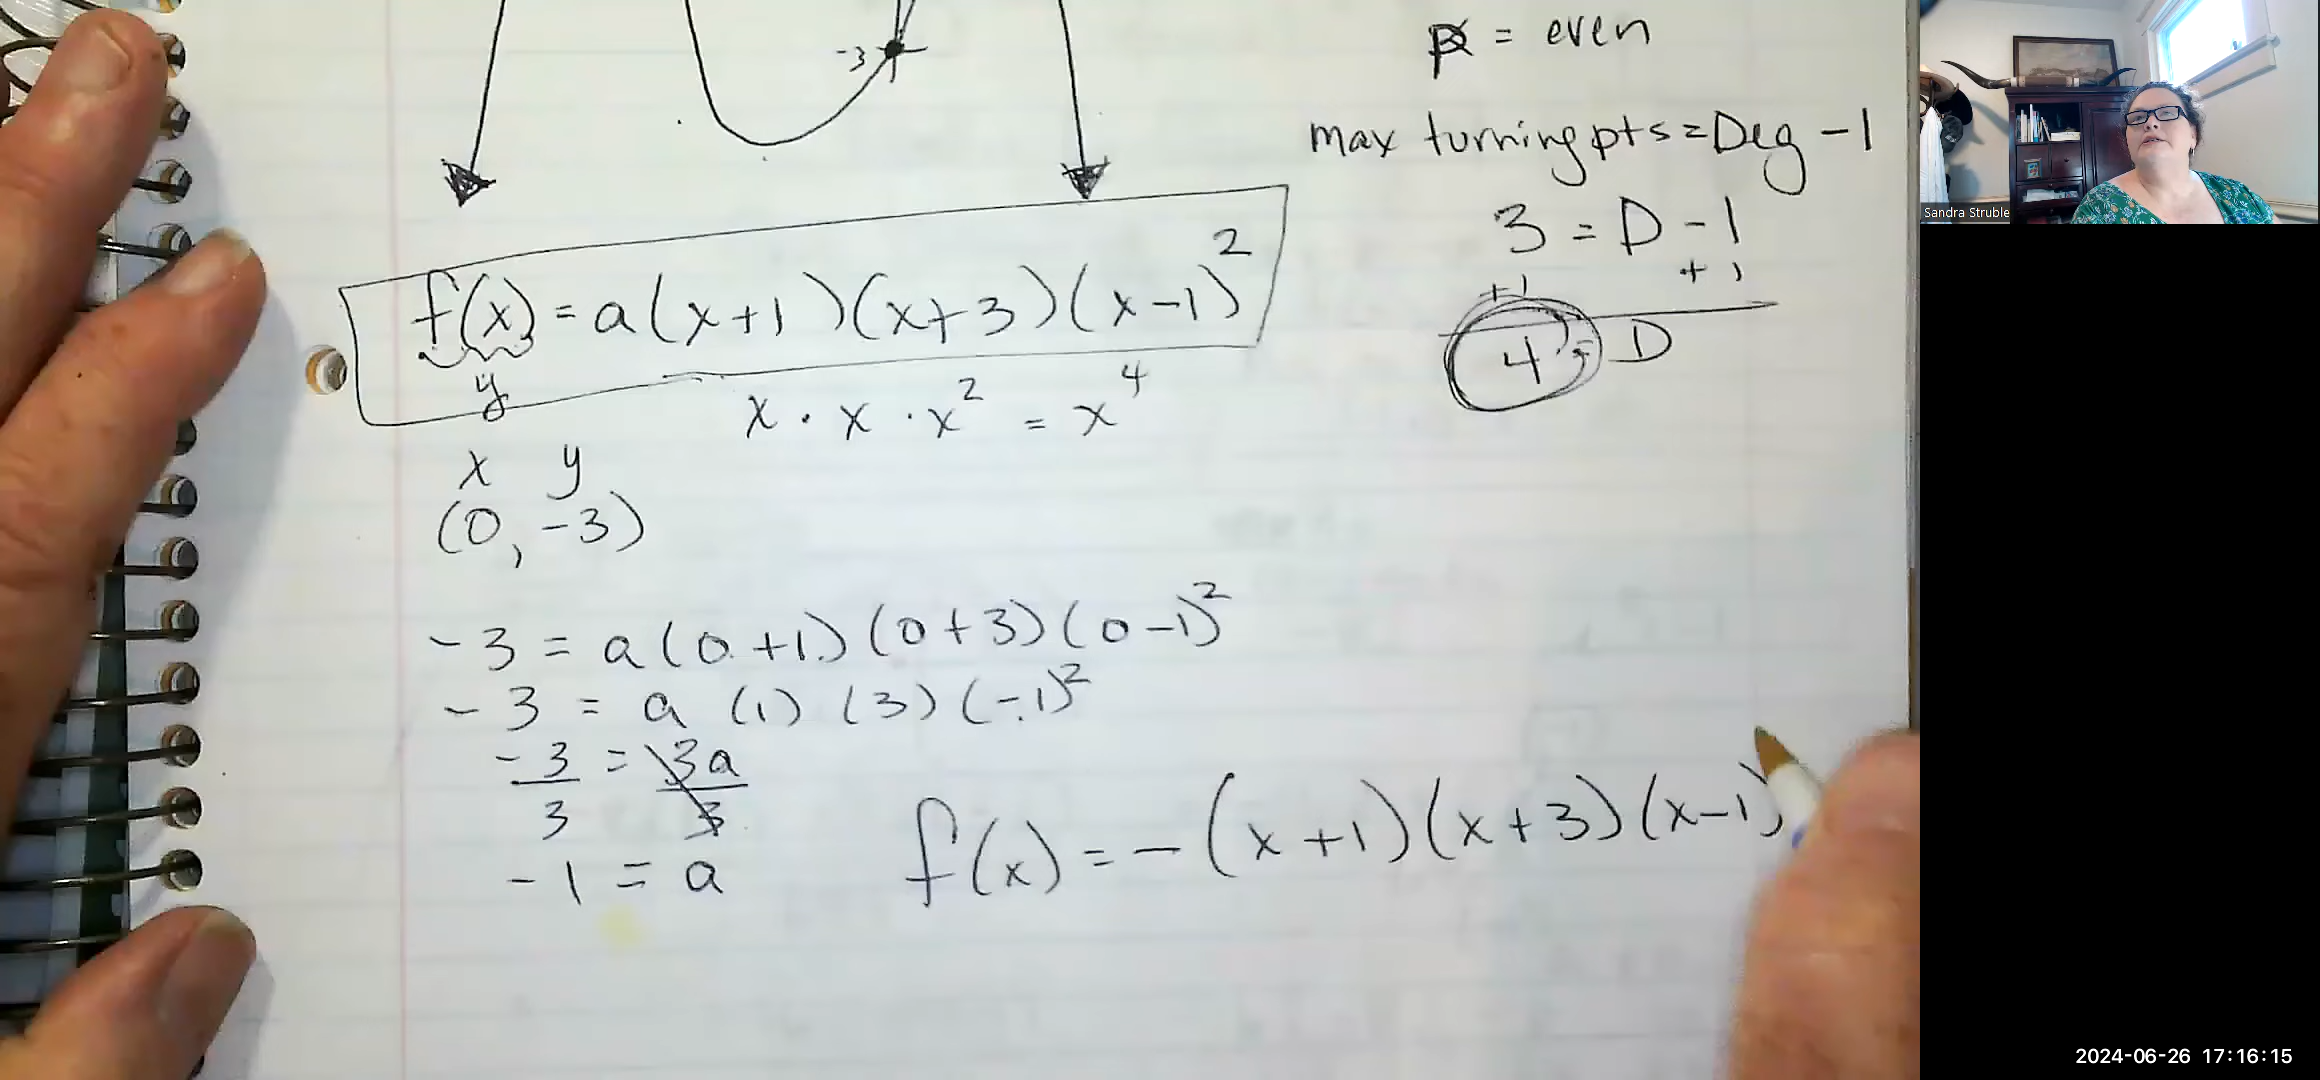 -3
= even
max turning pts = Deg - 1
3 = D - 1
+1 + 1
4 = D
f(x) = a(x+1)(x+3)(x-1)²
y
x · x · x² = x⁴
x y
(0, -3)
-3 = a(0+1)(0+3)(0-1)²
-3 = a (1) (3) (-1)²
-3 = 3a
3 3
-1 = a
f(x) = -(x+1)(x+3)(x-1)
Sandra Struble
2024-06-26 17:16:15